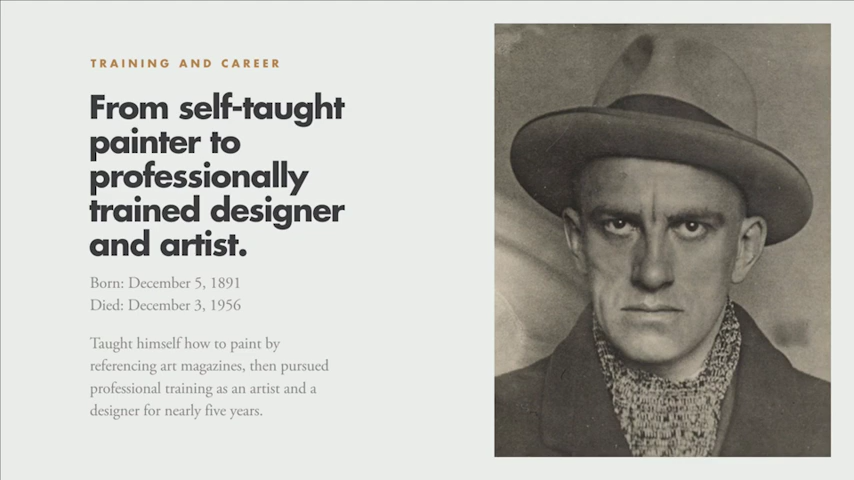 TRAINING AND CAREER
From self-taught
painter to
professionally
trained designer
and artist.
Born: December 5, 1891
Died: December 3, 1956
Taught himself how to paint by
referencing art magazines, then pursued
professional training as an artist and a
designer for nearly five years.